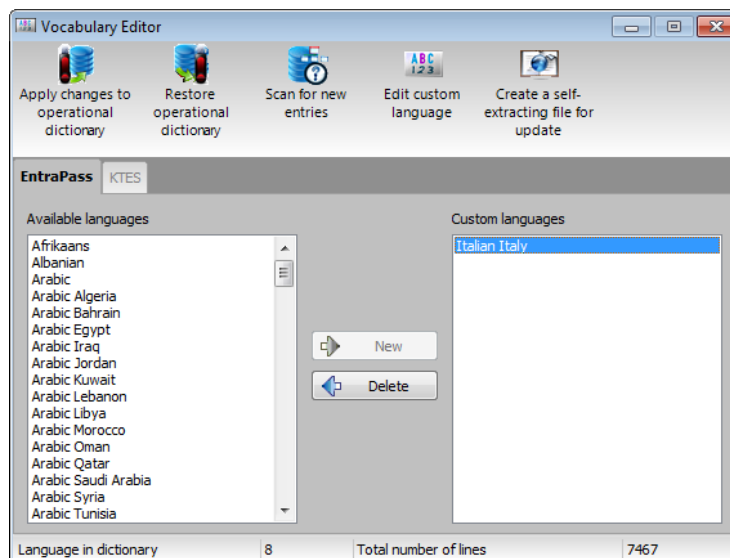 Vocabulary Editor
Apply changes to
operational
dictionary
Restore
operational
dictionary
Scan for new
entries
ABC
123
Edit custom
language
Create a self-
extracting file for
update
EntraPass
KTES
Available languages
Afrikaans
Albanian
Arabic
Arabic Algeria
Arabic Bahrain
Arabic Egypt
Arabic Iraq
Arabic Jordan
Arabic Kuwait
Arabic Lebanon
Arabic Libya
Arabic Morocco
Arabic Oman
Arabic Qatar
Arabic Saudi Arabia
Arabic Syria
Arabic Tunisia
New
Delete
Custom languages
Italian Italy
Language in dictionary 8 Total number of lines 7467